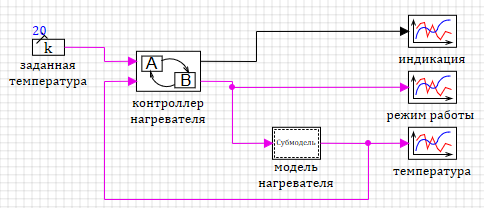 20
k
заданная
температура
A
B
контроллер
нагревателя
индикация
режим работы
Субмодель
модель
нагревателя
температура